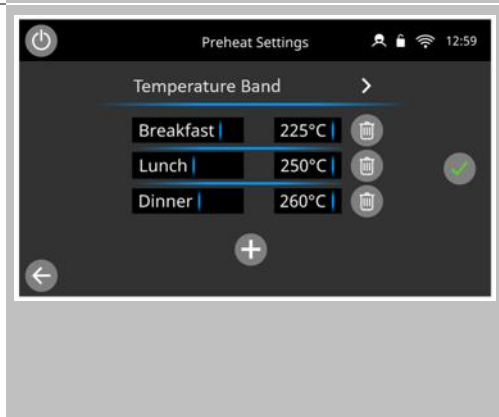 Preheat Settings 12:59
Temperature Band
Breakfast 225°C
Lunch 250°C
Dinner 260°C